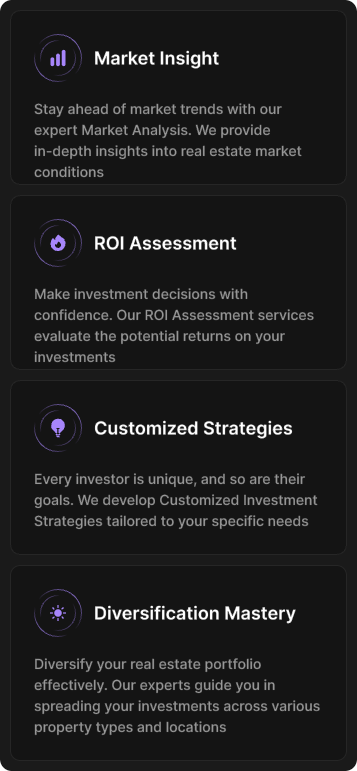 Market Insight
Stay ahead of market trends with our
expert Market Analysis. We provide
in-depth insights into real estate market
conditions
ROI Assessment
Make investment decisions with
confidence. Our ROI Assessment services
evaluate the potential returns on your
investments
Customized Strategies
Every investor is unique, and so are their
goals. We develop Customized Investment
Strategies tailored to your specific needs
Diversification Mastery
Diversify your real estate portfolio
effectively. Our experts guide you in
spreading your investments across various
property types and locations